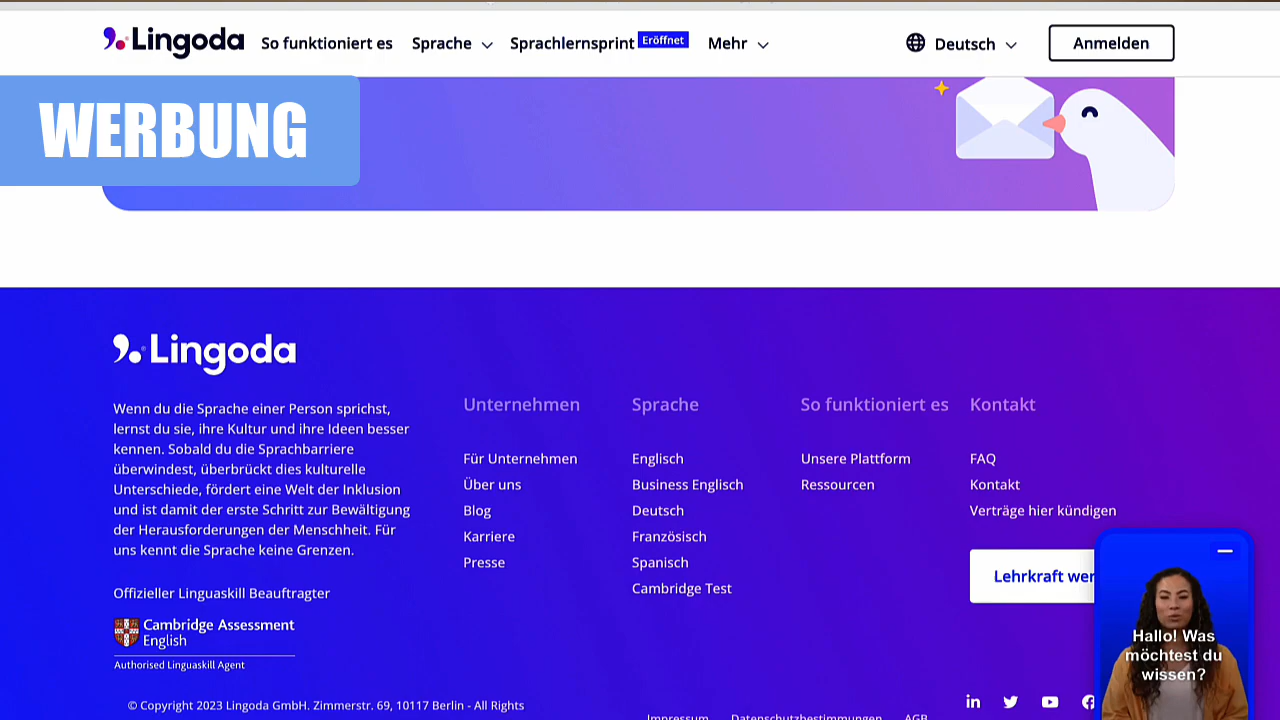 Lingoda So funktioniert es Sprache Sprachlernsprint Eröffnet Mehr Deutsch Anmelden
WERBUNG
Lingoda
Wenn du die Sprache einer Person sprichst,
lernst du sie, ihre Kultur und ihre Ideen besser
kennen. Sobald du die Sprachbarriere
überwindest, überbrückt dies kulturelle
Unterschiede, fördert eine Welt der Inklusion
und ist damit der erste Schritt zur Bewältigung
der Herausforderungen der Menschheit. Für
uns kennt die Sprache keine Grenzen.
Offizieller Linguaskill Beauftragter
Cambridge Assessment
English
Authorised Linguaskill Agent
Unternehmen
Für Unternehmen
Über uns
Blog
Karriere
Presse
Sprache
Englisch
Business Englisch
Deutsch
Französisch
Spanisch
Cambridge Test
So funktioniert es
Unsere Plattform
Ressourcen
Kontakt
FAQ
Kontakt
Verträge hier kündigen
Lehrkraft wer
Hallo! Was
möchtest du
wissen?
© Copyright 2023 Lingoda GmbH. Zimmerstr. 69, 10117 Berlin - All Rights
Impressum Datenschutzbestimmungen AGB